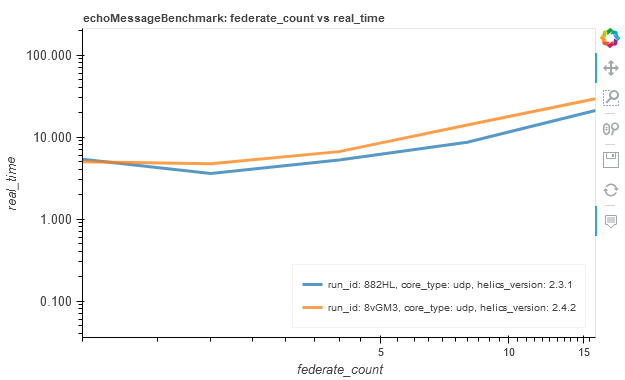 echoMessageBenchmark: federate_count vs real_time
100.000
10.000
1.000
0.100
real_time
run_id: 882HL, core_type: udp, helics_version: 2.3.1
run_id: 8vGM3, core_type: udp, helics_version: 2.4.2
5
10
15
federate_count